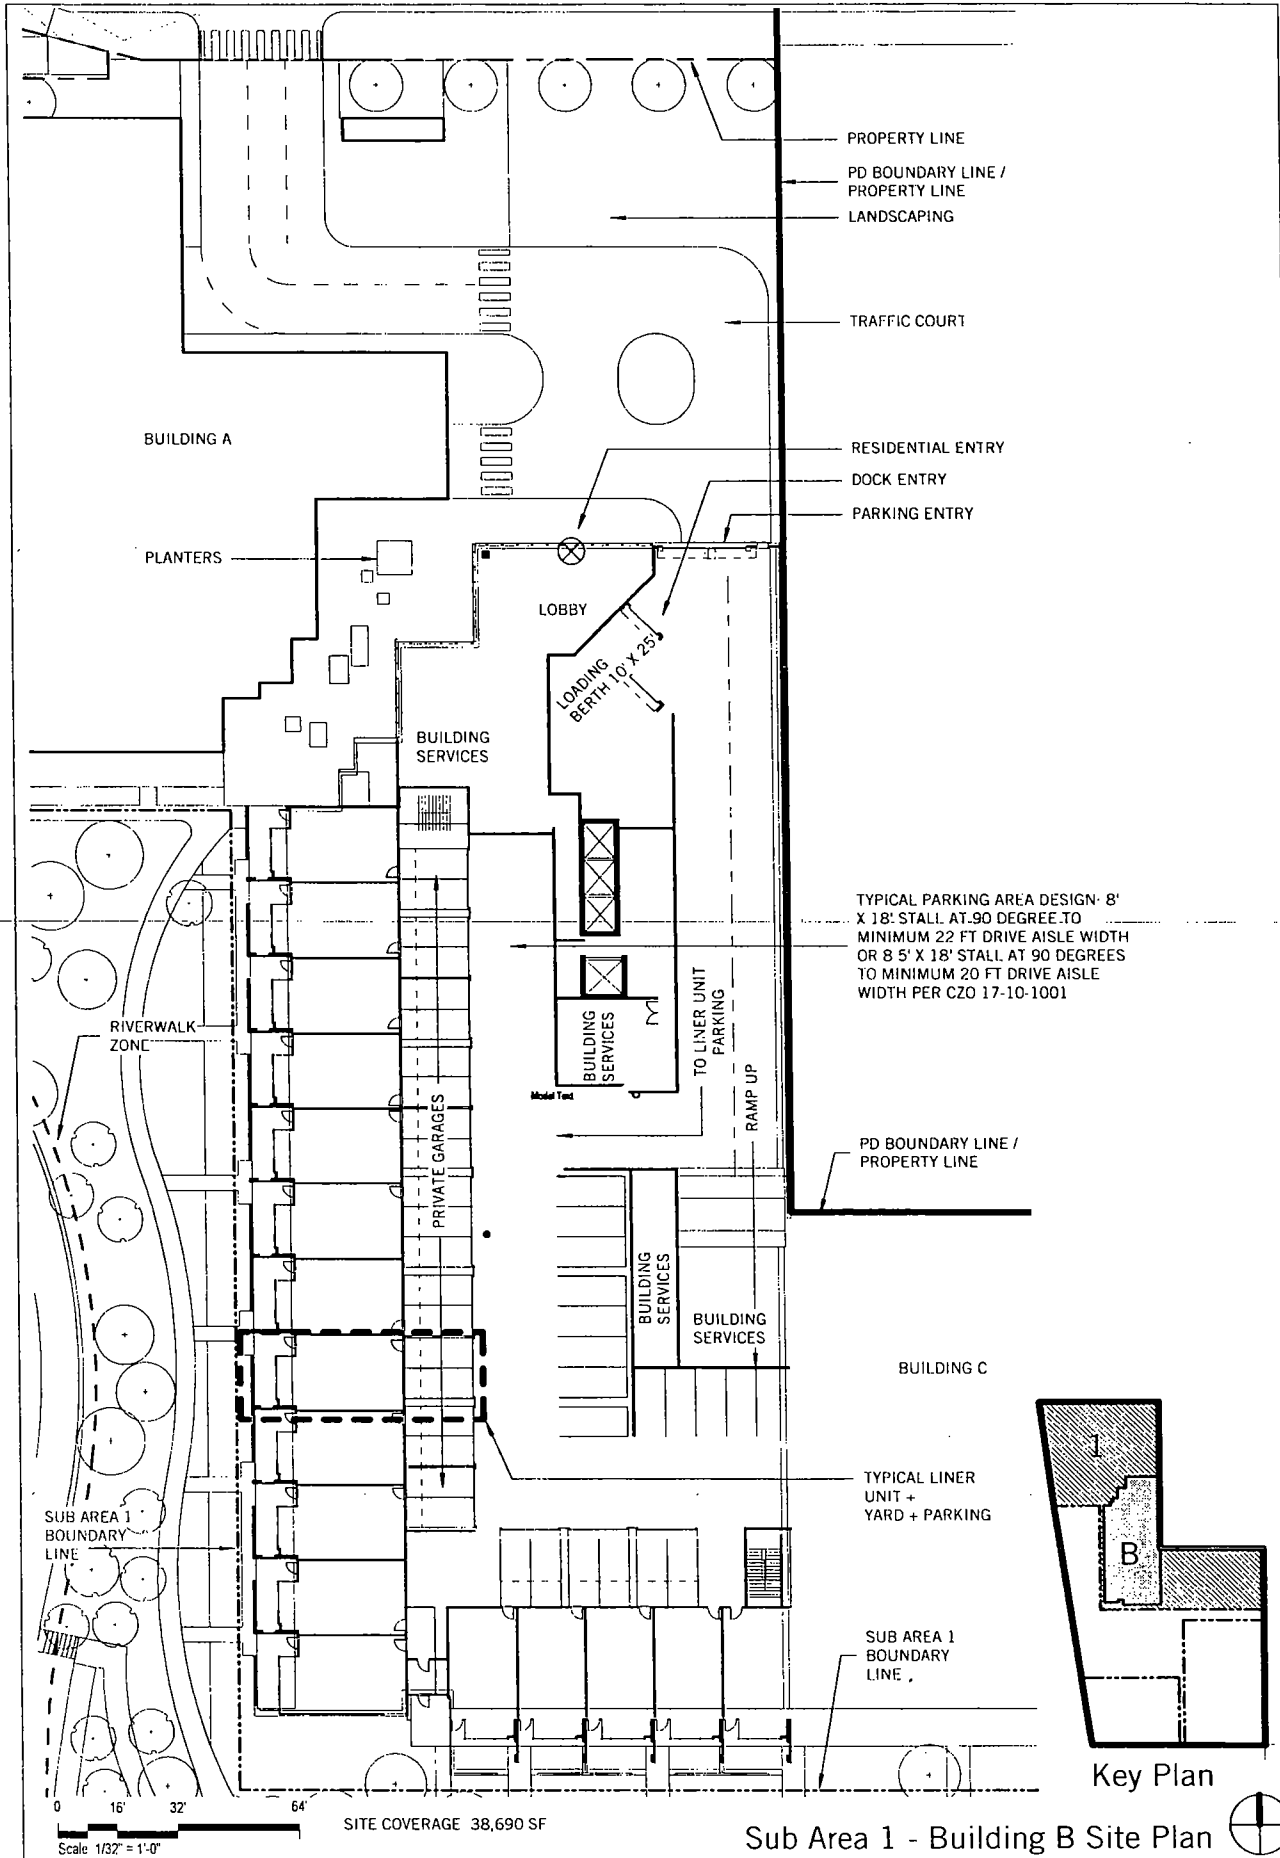 PROPERTY LINE
PD BOUNDARY LINE /
PROPERTY LINE
LANDSCAPING
TRAFFIC COURT
BUILDING A
RESIDENTIAL ENTRY
DOCK ENTRY
PARKING ENTRY
PLANTERS
LOBBY
LOADING
BERTH 10' X 25'
BUILDING
SERVICES
TYPICAL PARKING AREA DESIGN· 8'
X 18' STALL AT 90 DEGREE TO
MINIMUM 22 FT DRIVE AISLE WIDTH
OR 8 5' X 18' STALL AT 90 DEGREES
TO MINIMUM 20 FT DRIVE AISLE
WIDTH PER CZO 17-10-1001
RIVERWALK
ZONE
BUILDING
SERVICES
TO LINER UNIT
PARKING
Model Text
RAMP UP
PRIVATE GARAGES
PD BOUNDARY LINE /
PROPERTY LINE
BUILDING
SERVICES
BUILDING
SERVICES
BUILDING C
1
TYPICAL LINER
UNIT +
YARD + PARKING
SUB AREA 1
BOUNDARY
LINE
B
SUB AREA 1
BOUNDARY
LINE
Key Plan
0 16' 32' 64'
Scale 1/32" = 1'-0"
SITE COVERAGE 38,690 SF
Sub Area 1 - Building B Site Plan